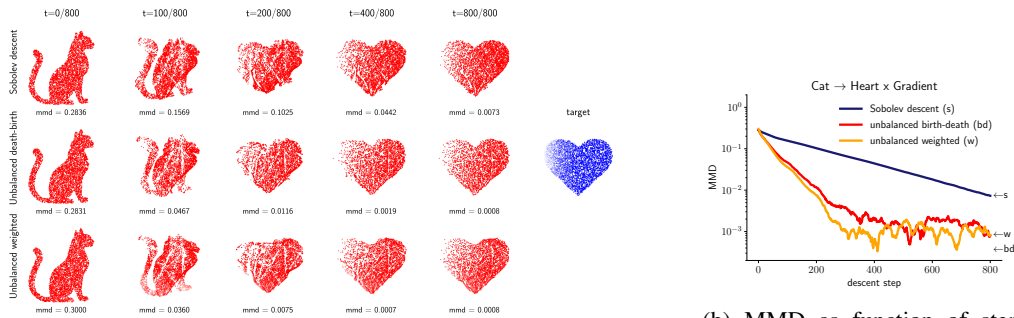 t=0/800 t=100/800 t=200/800 t=400/800 t=800/800
Sobolev descent
mmd = 0.2836 mmd = 0.1569 mmd = 0.1025 mmd = 0.0442 mmd = 0.0073
Unbalanced death-birth
mmd = 0.2831 mmd = 0.0467 mmd = 0.0116 mmd = 0.0019 mmd = 0.0008
Unbalanced weighted
mmd = 0.3000 mmd = 0.0360 mmd = 0.0075 mmd = 0.0007 mmd = 0.0008
target
Cat → Heart x Gradient
Sobolev descent (s)
unbalanced birth-death (bd)
unbalanced weighted (w)
MMD
10⁰
10⁻¹
10⁻²
10⁻³
←s
←w
←bd
0 200 400 600 800
descent step
(b) MMD as function of